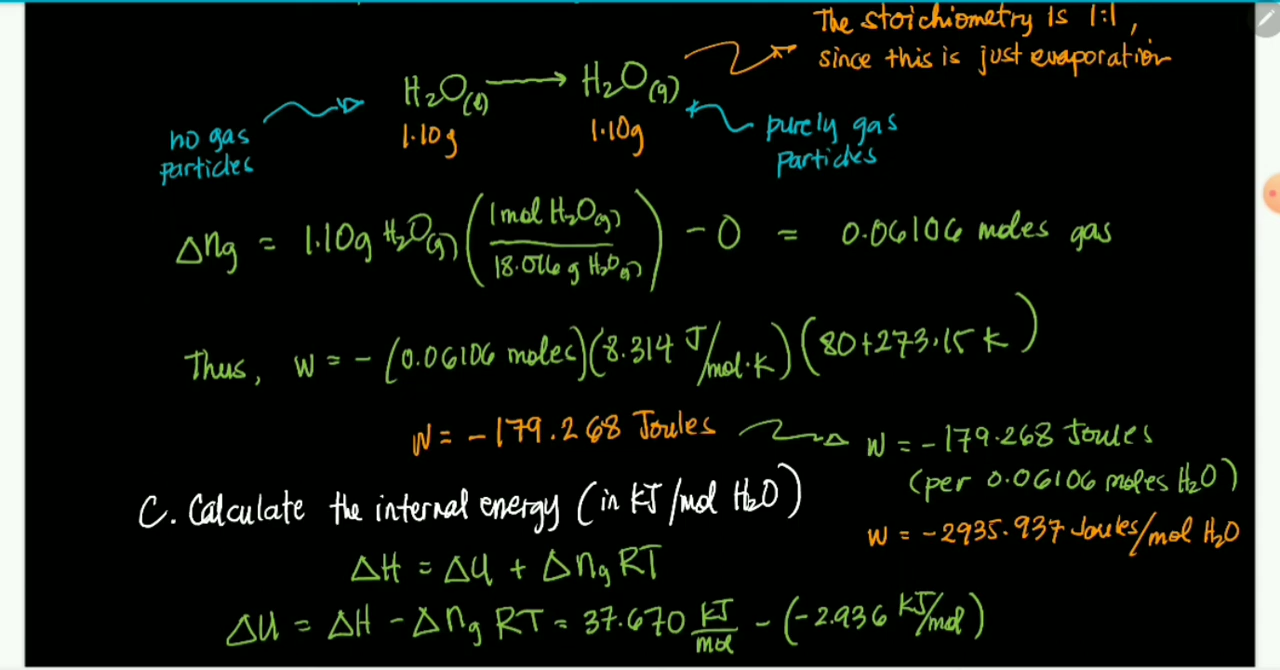 The stoichiometry is 1:1,
since this is just evaporation
H₂O(l) → H₂O(g)
1.10g 1.10g
no gas
particles
purely gas
particles
Δng = 1.10g H₂O(g) (1 mol H₂O(g) / 18.016 g H₂O(g)) - 0 = 0.06106 moles gas
Thus, w = - (0.06106 moles)(8.314 J/mol·K)(80+273.15 K)
W = -179.268 Joules
W = -179.268 Joules
(per 0.06106 moles H₂O)
W = -2935.937 Joules/mol H₂O
C. Calculate the internal energy (in kJ/mol H₂O)
ΔH = ΔU + Δng RT
ΔU = ΔH - Δng RT = 37.670 kJ/mol - (-2.936 kJ/mol)